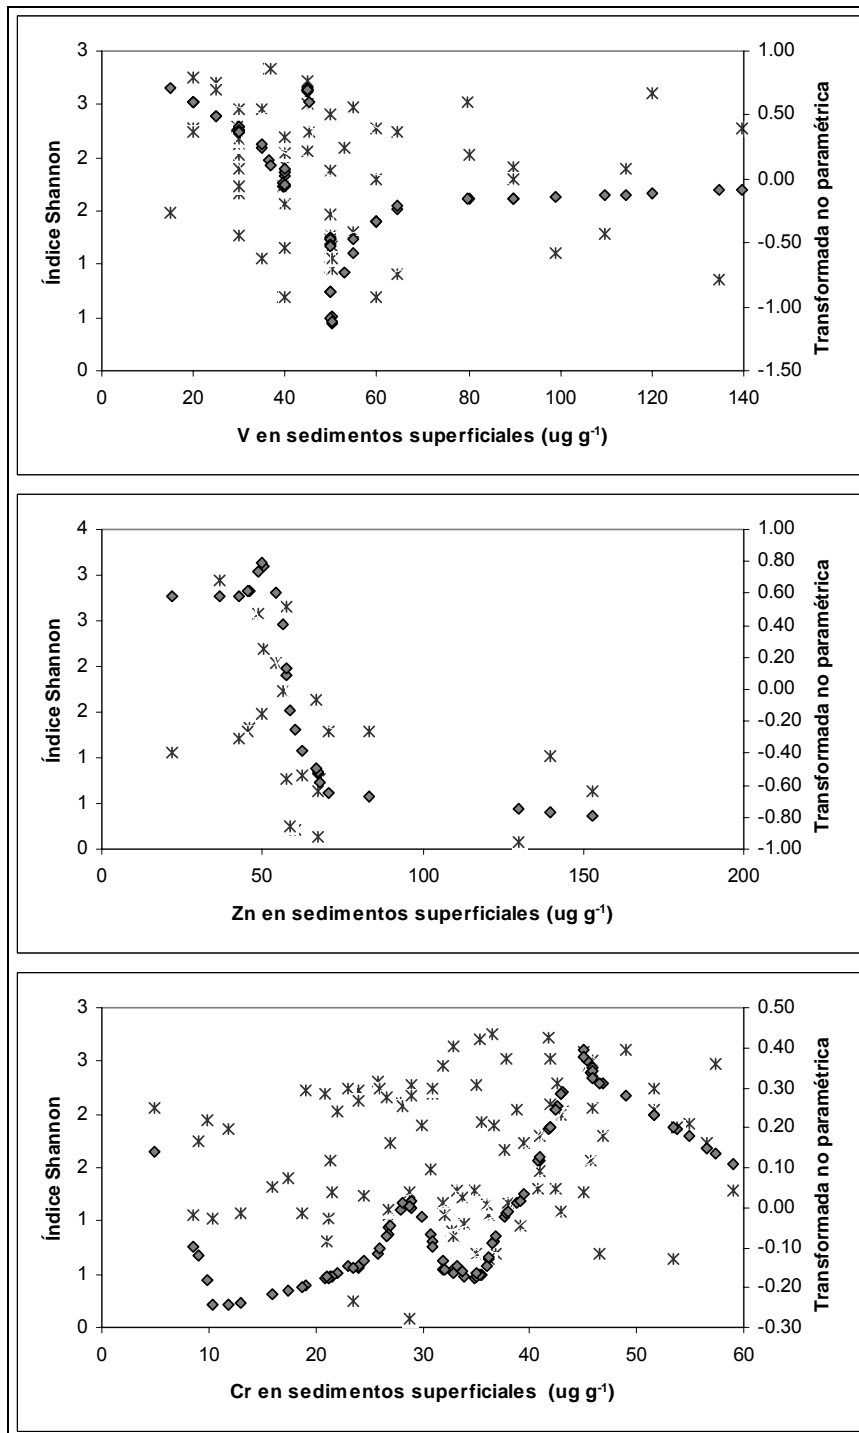 3 1.00
3 0.50
2 0.00
2 -0.50
1
1 -1.00
0 -1.50
0 20 40 60 80 100 120 140
Índice Shannon
Transformada no paramétrica
V en sedimentos superficiales (ug g⁻¹)
4 1.00
3 0.80
0.60
3 0.40
2 0.20
0.00
2 -0.20
1 -0.40
-0.60
1 -0.80
0 -1.00
0 50 100 150 200
Índice Shannon
Transformada no paramétrica
Zn en sedimentos superficiales (ug g⁻¹)
3 0.50
3 0.40
0.30
2 0.20
2 0.10
0.00
1 -0.10
1 -0.20
0 -0.30
0 10 20 30 40 50 60
Índice Shannon
Transformada no paramétrica
Cr en sedimentos superficiales (ug g⁻¹)